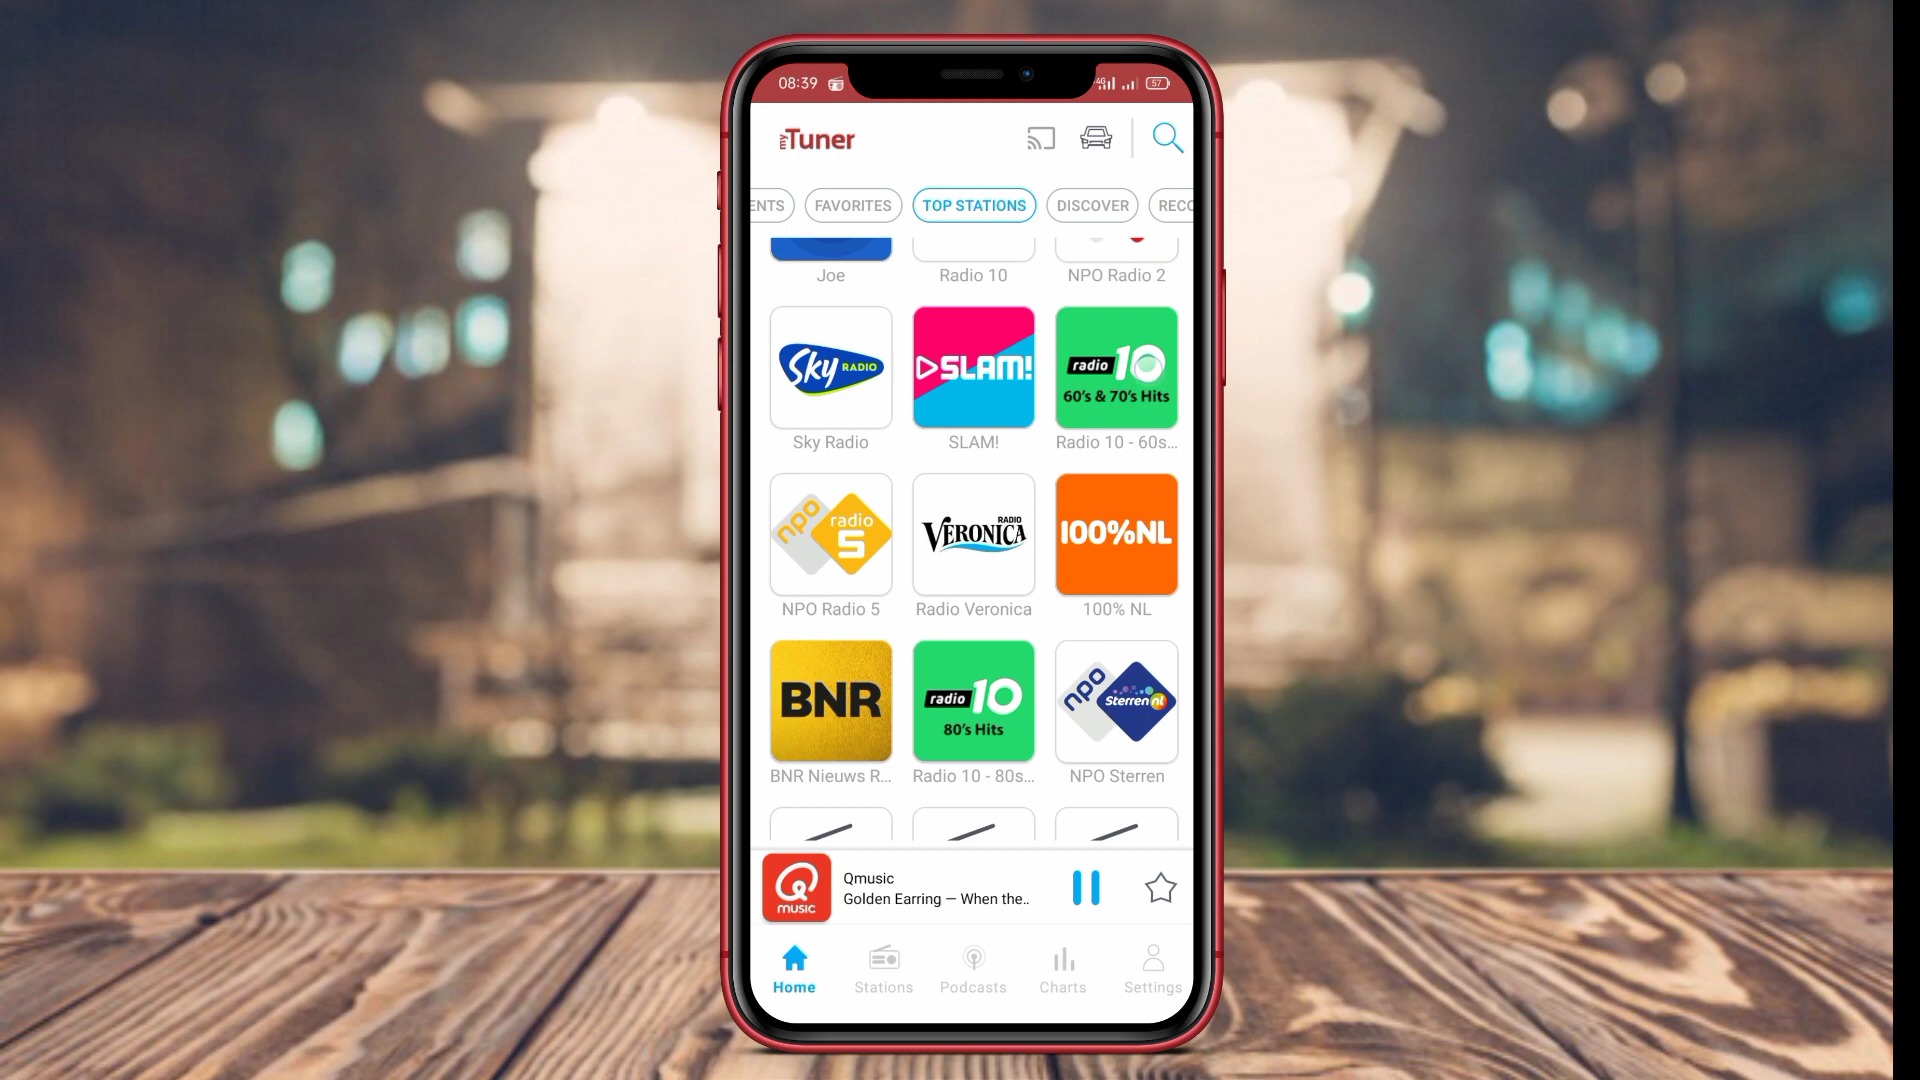 08:39
4G
57
myTuner
ENTS
FAVORITES
TOP STATIONS
DISCOVER
RECO
Joe
Radio 10
NPO Radio 2
Sky RADIO
SLAM!
radio 10
60's & 70's Hits
Sky Radio
SLAM!
Radio 10 - 60s...
npo radio 5
RADIO VERONICA
100%NL
NPO Radio 5
Radio Veronica
100% NL
BNR
radio 10
80's Hits
npo Sterren nl
BNR Nieuws R...
Radio 10 - 80s...
NPO Sterren
Q MUSIC
Qmusic
Golden Earring — When the..
Home
Stations
Podcasts
Charts
Settings